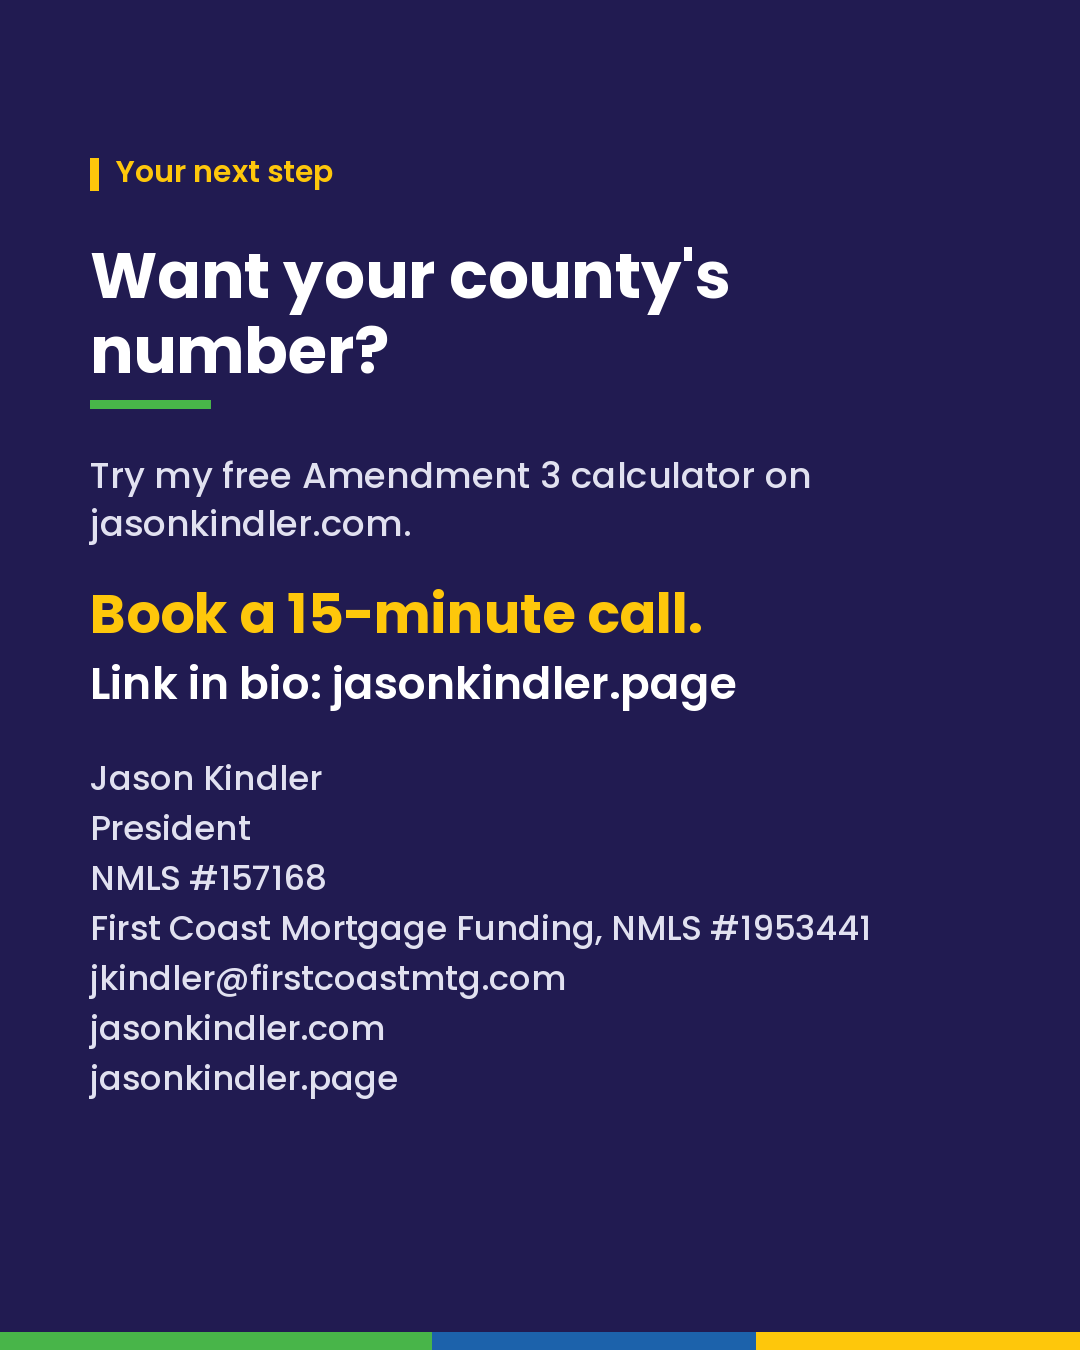 Your next step
Want your county's
number?
Try my free Amendment 3 calculator on
jasonkindler.com.
Book a 15-minute call.
Link in bio: jasonkindler.page
Jason Kindler
President
NMLS #157168
First Coast Mortgage Funding, NMLS #1953441
jkindler@firstcoastmtg.com
jasonkindler.com
jasonkindler.page